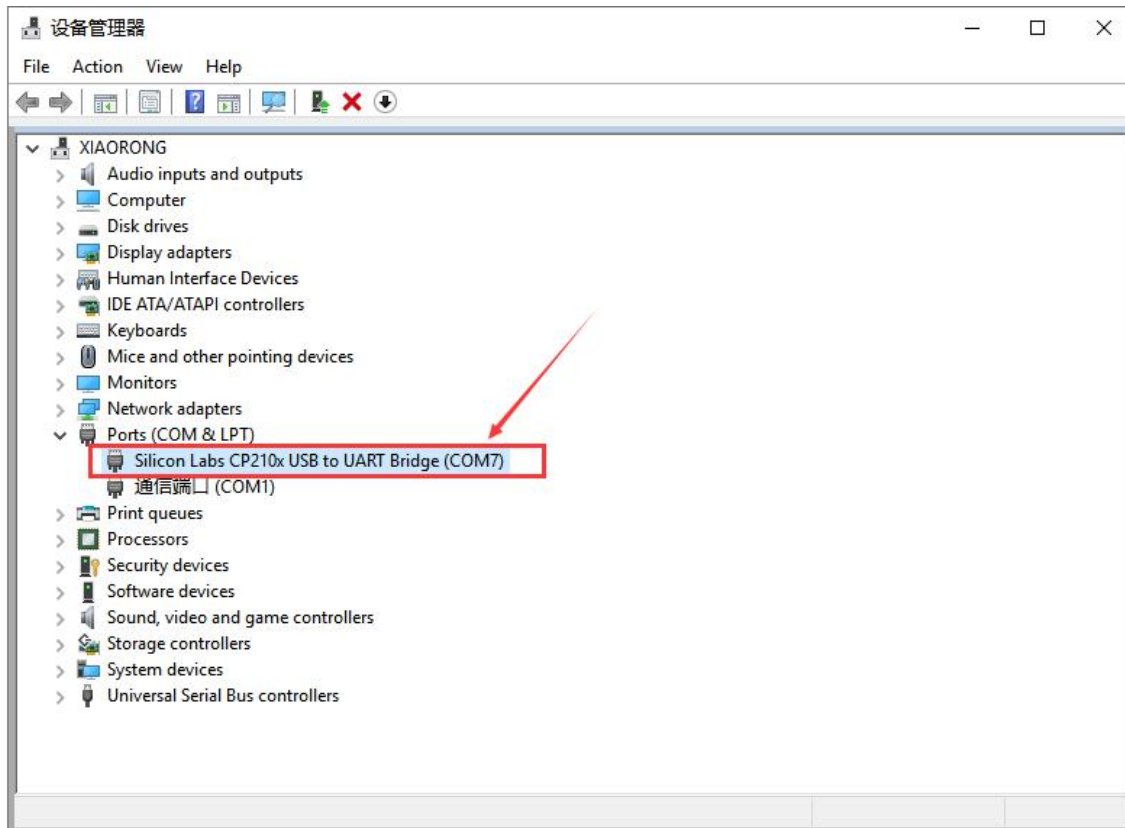 设备管理器
File Action View Help
XIAORONG
Audio inputs and outputs
Computer
Disk drives
Display adapters
Human Interface Devices
IDE ATA/ATAPI controllers
Keyboards
Mice and other pointing devices
Monitors
Network adapters
Ports (COM & LPT)
Silicon Labs CP210x USB to UART Bridge (COM7)
通信端口 (COM1)
Print queues
Processors
Security devices
Software devices
Sound, video and game controllers
Storage controllers
System devices
Universal Serial Bus controllers